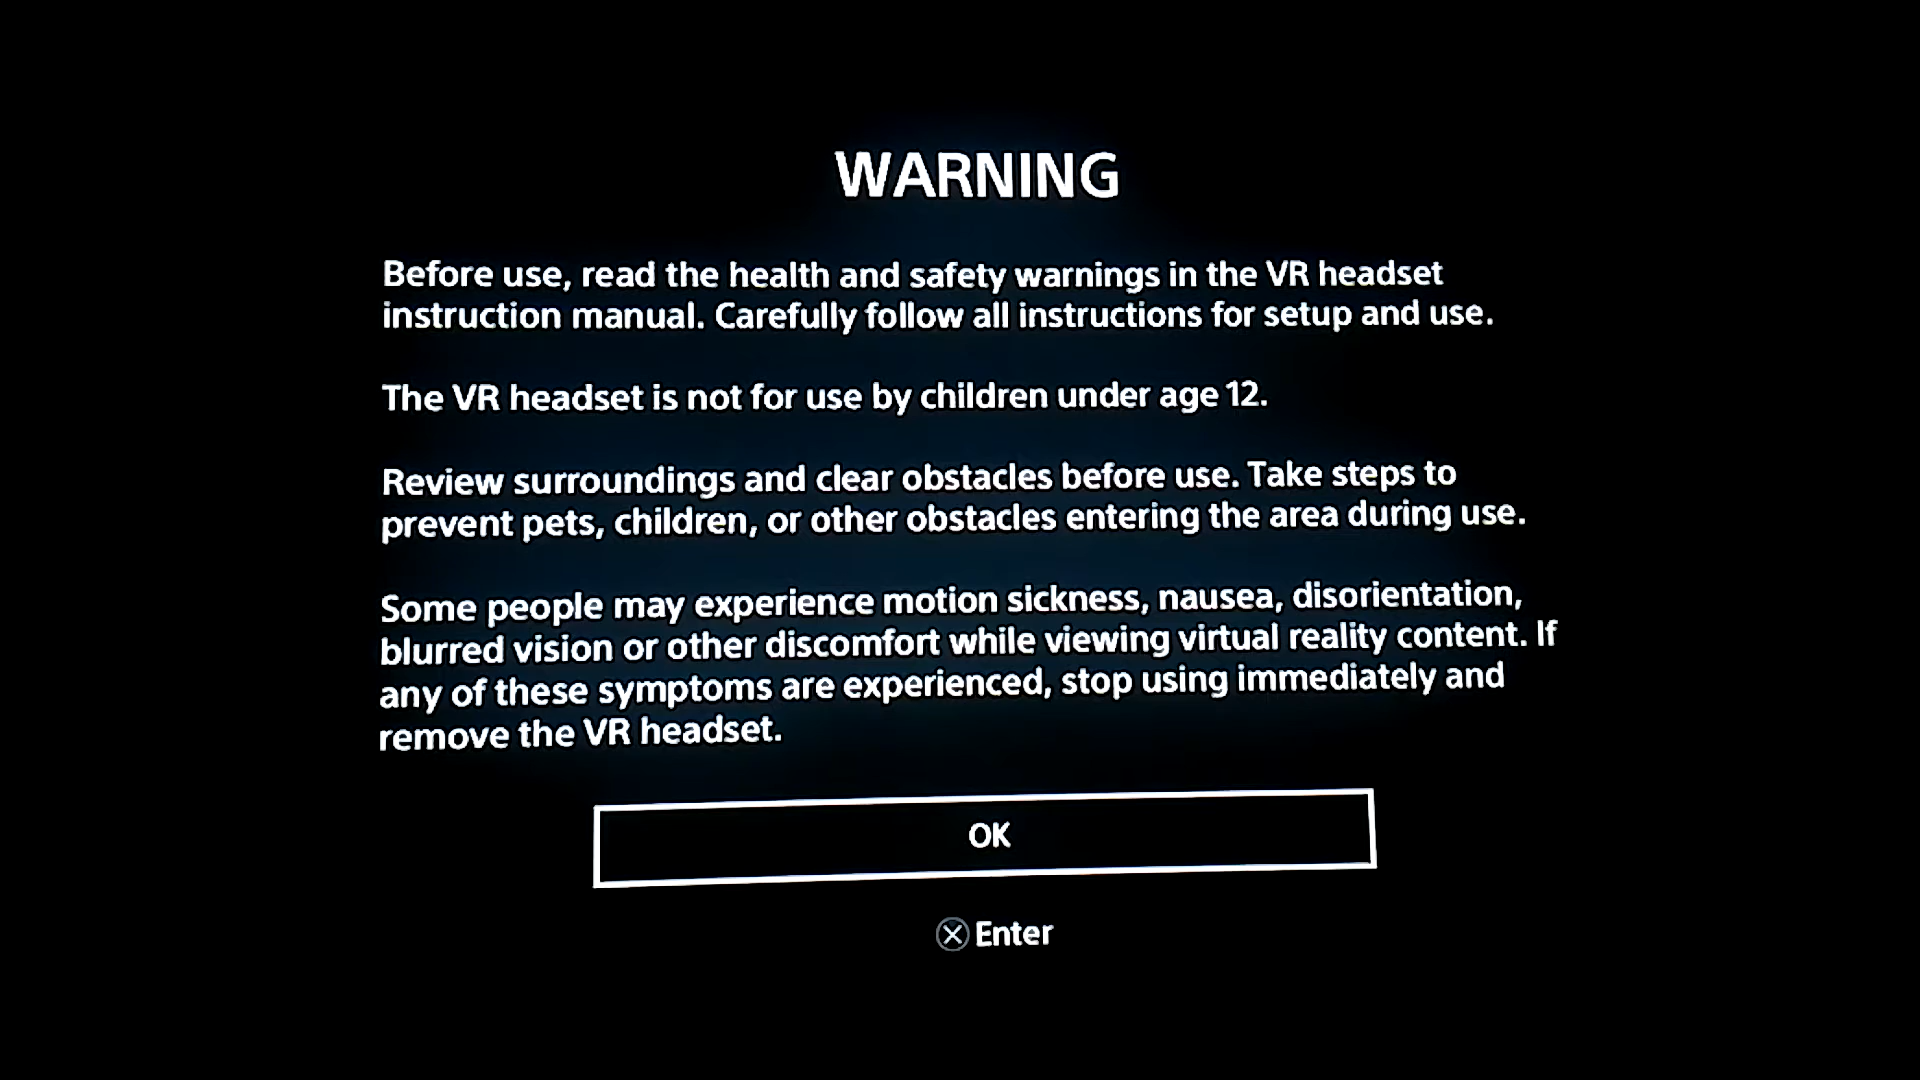 WARNING
Before use, read the health and safety warnings in the VR headset
instruction manual. Carefully follow all instructions for setup and use.
The VR headset is not for use by children under age 12.
Review surroundings and clear obstacles before use. Take steps to
prevent pets, children, or other obstacles entering the area during use.
Some people may experience motion sickness, nausea, disorientation,
blurred vision or other discomfort while viewing virtual reality content. If
any of these symptoms are experienced, stop using immediately and
remove the VR headset.
OK
Enter